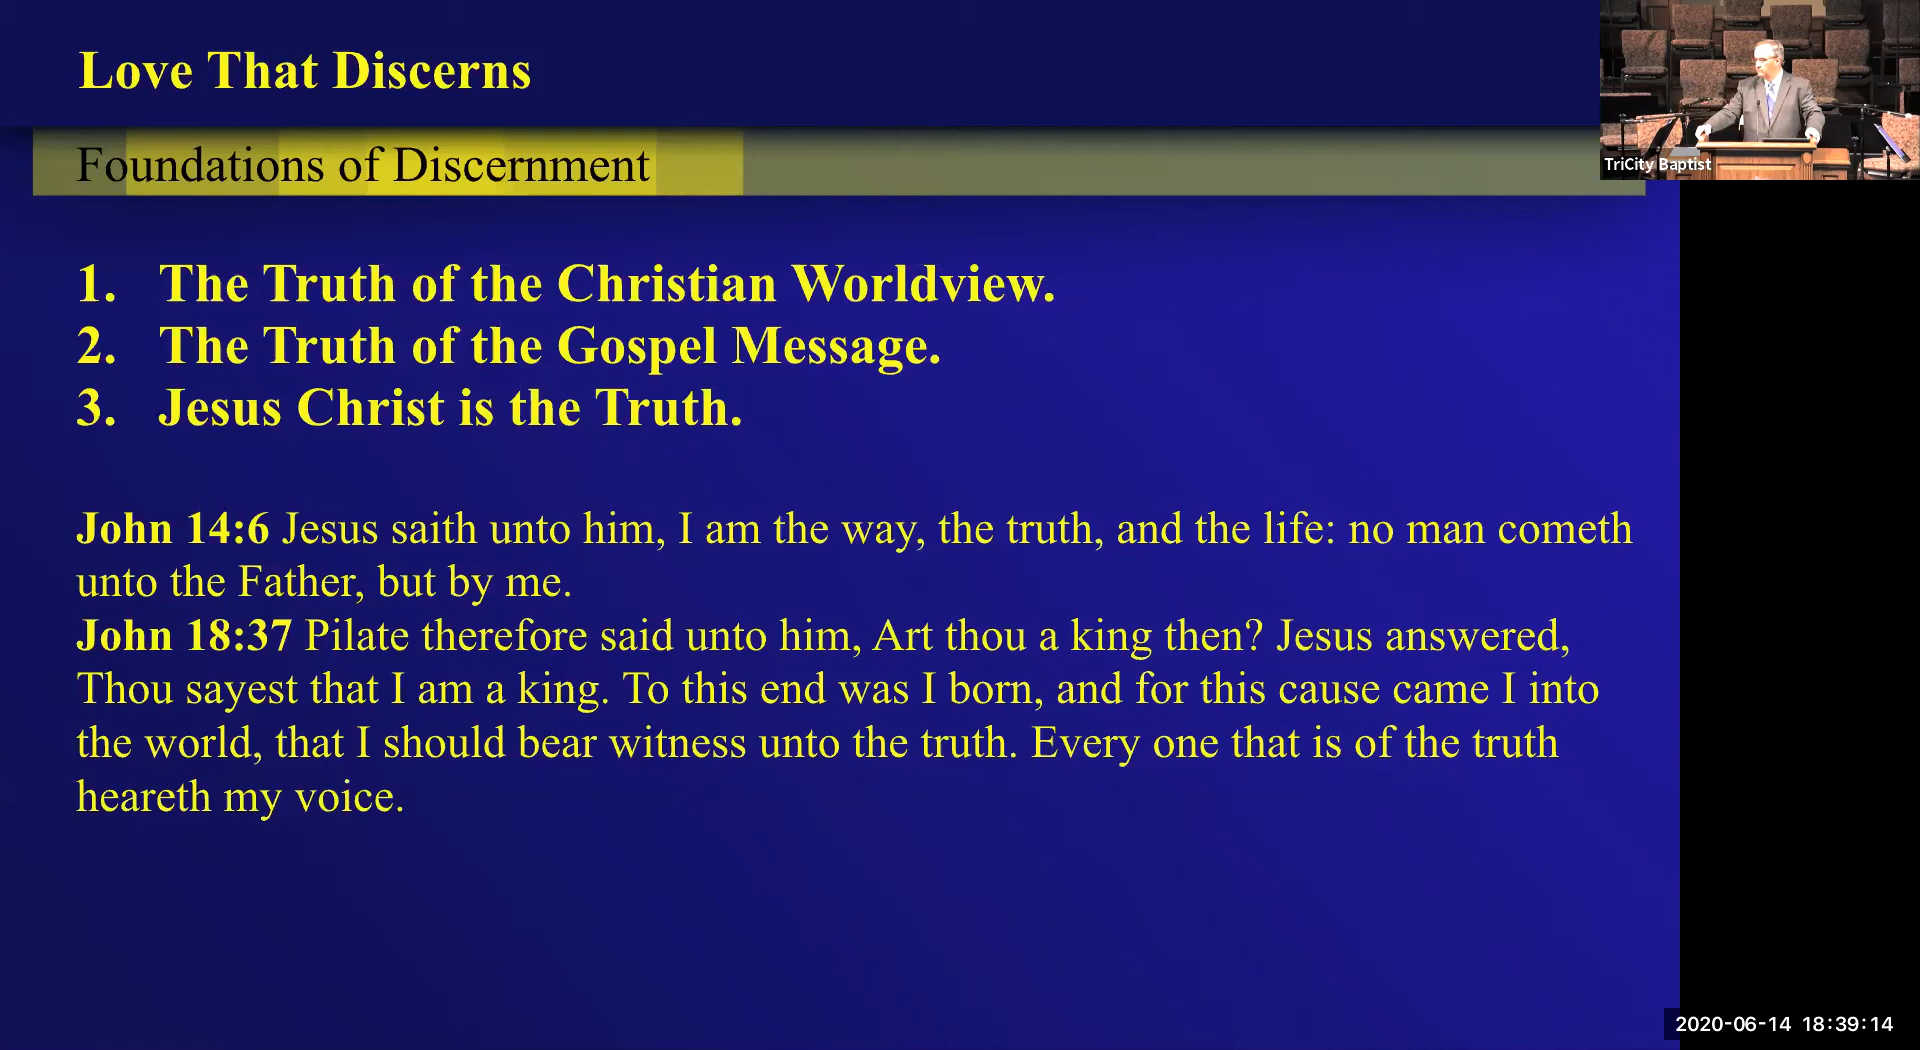 Love That Discerns
Foundations of Discernment
TriCity Baptist
1. The Truth of the Christian Worldview.
2. The Truth of the Gospel Message.
3. Jesus Christ is the Truth.
John 14:6 Jesus saith unto him, I am the way, the truth, and the life: no man cometh
unto the Father, but by me.
John 18:37 Pilate therefore said unto him, Art thou a king then? Jesus answered,
Thou sayest that I am a king. To this end was I born, and for this cause came I into
the world, that I should bear witness unto the truth. Every one that is of the truth
heareth my voice.
2020-06-14 18:39:14